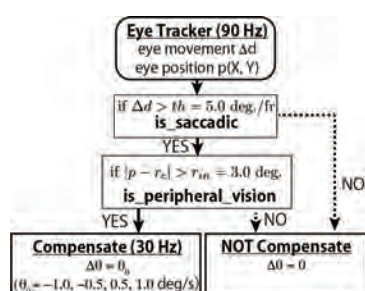 Eye Tracker (90 Hz)
eye movement Δd
eye position p(X, Y)
if Δd > th = 5.0 deg./fr
is_saccadic
YES
NO
if |p − r_c| > r_in = 3.0 deg.
is_peripheral_vision
YES
NO
Compensate (30 Hz)
Δθ = θ₀
(θ₀= −1.0, −0.5, 0.5, 1.0 deg/s)
NOT Compensate
Δθ = 0